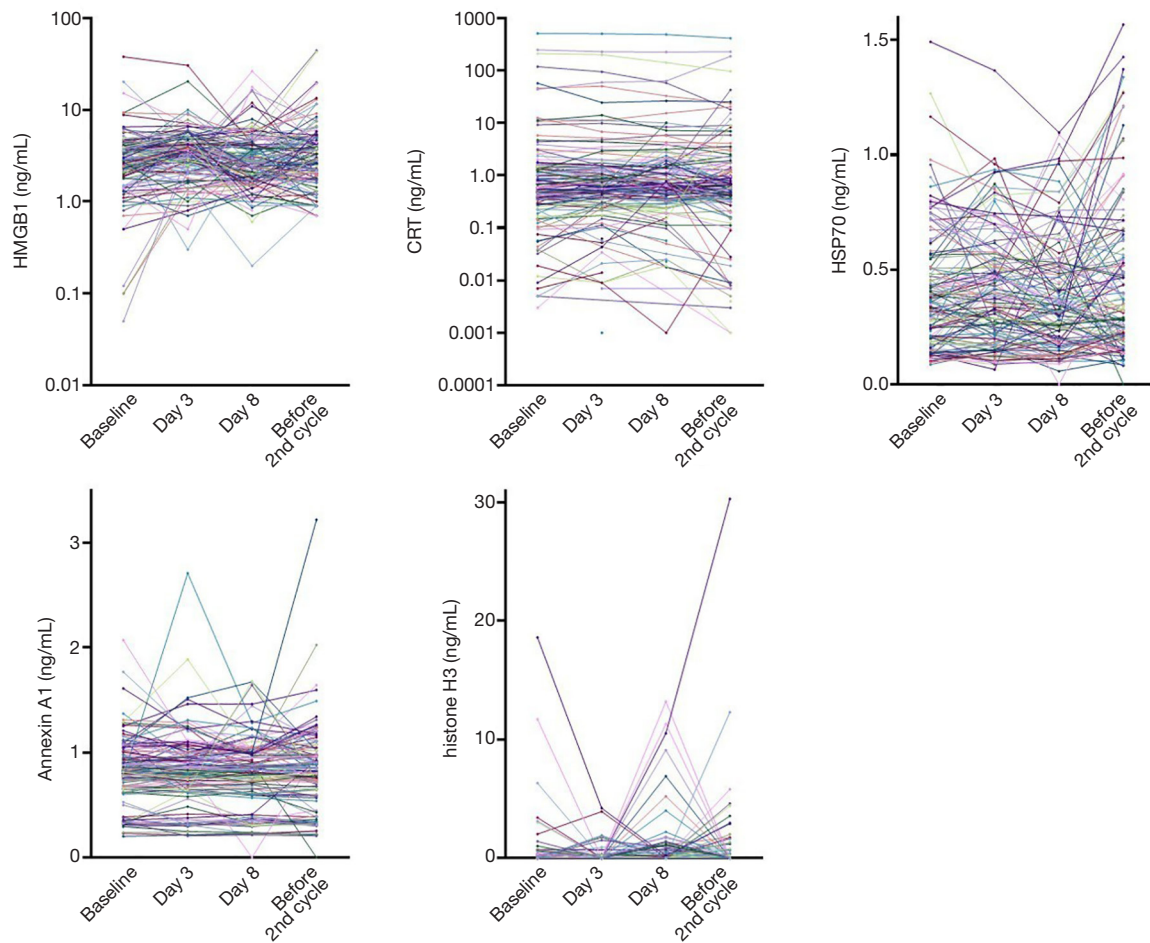 HMGB1 (ng/mL)
100
10
1.0
0.1
0.01
Baseline
Day 3
Day 8
Before
2nd cycle
CRT (ng/mL)
1000
100
10
1.0
0.1
0.01
0.001
0.0001
Baseline
Day 3
Day 8
Before
2nd cycle
HSP70 (ng/mL)
1.5
1.0
0.5
0.0
Baseline
Day 3
Day 8
Before
2nd cycle
Annexin A1 (ng/mL)
3
2
1
0
Baseline
Day 3
Day 8
Before
2nd cycle
histone H3 (ng/mL)
30
20
10
0
Baseline
Day 3
Day 8
Before
2nd cycle